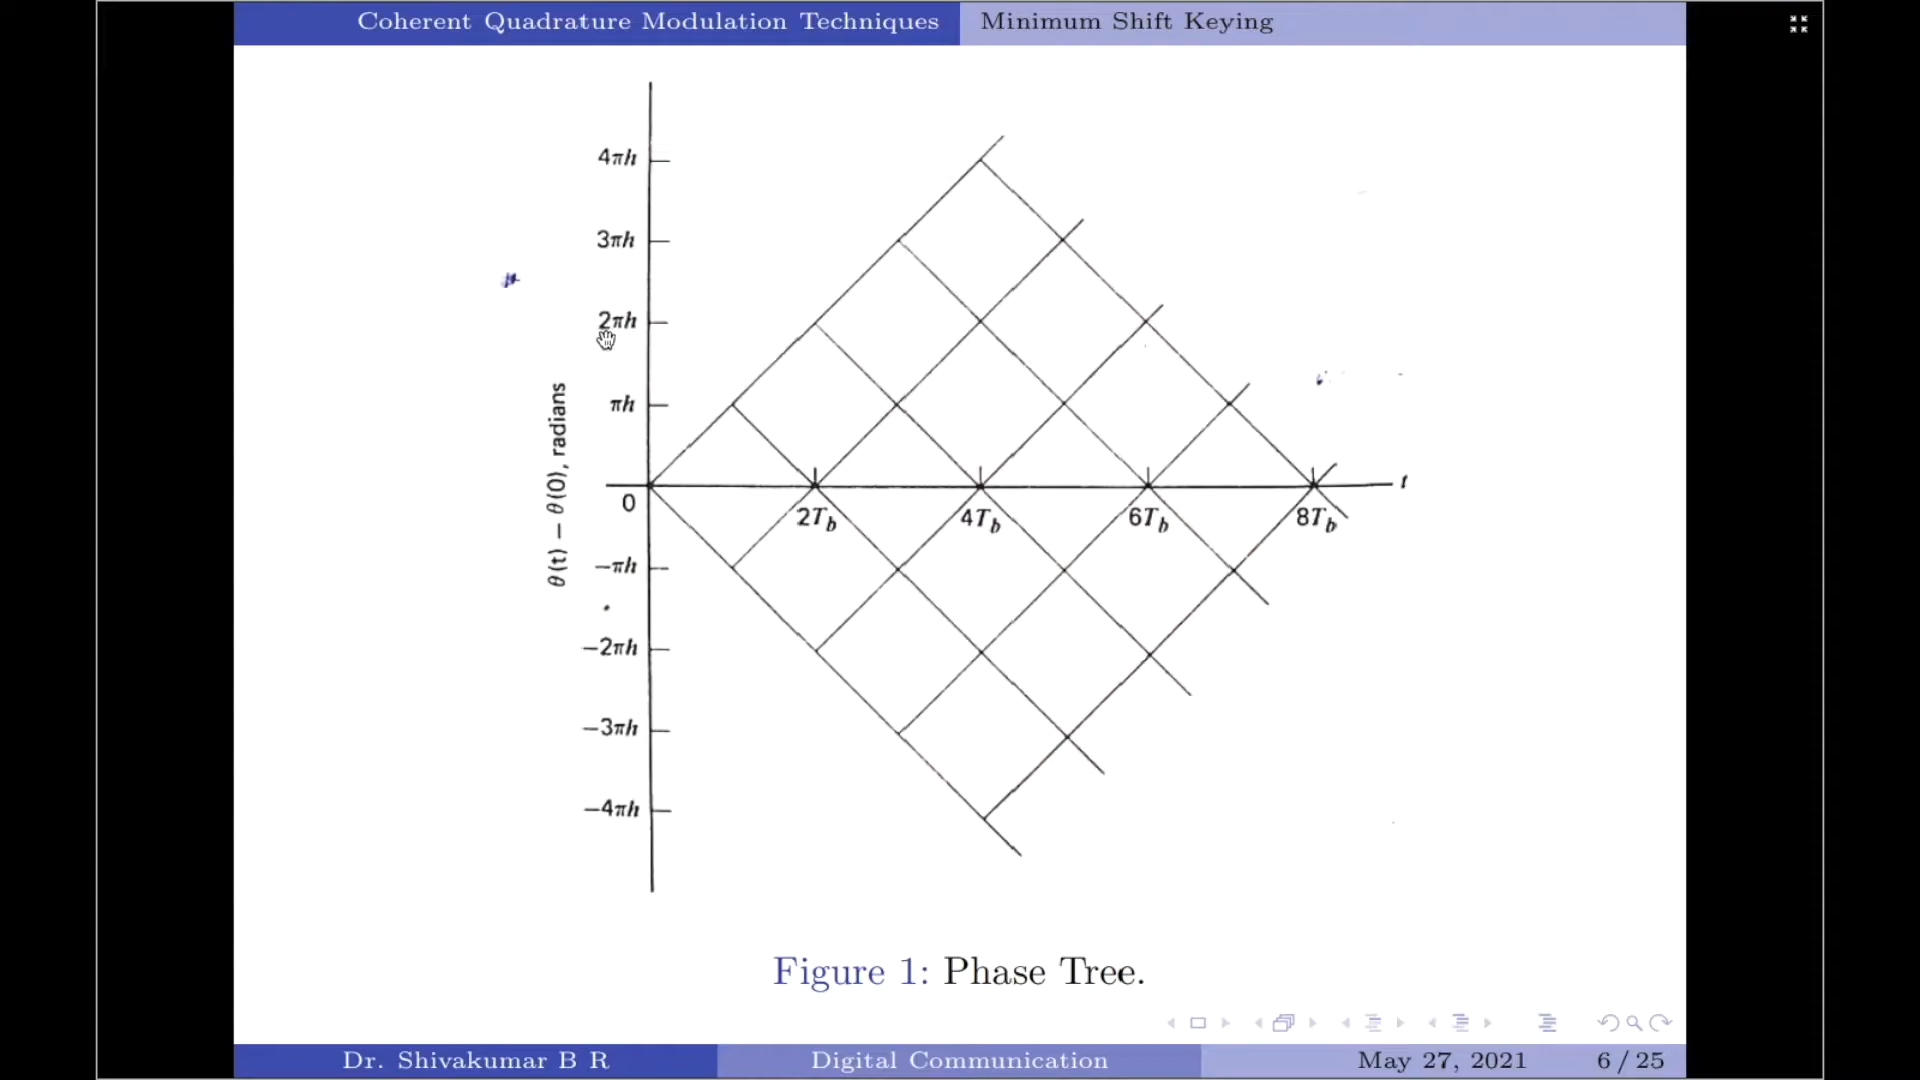 Coherent Quadrature Modulation Techniques Minimum Shift Keying
4πh
3πh
2πh
πh
θ(t) − θ(0), radians
0
2T_b 4T_b 6T_b 8T_b t
−πh
−2πh
−3πh
−4πh
Figure 1: Phase Tree.
Dr. Shivakumar B R Digital Communication May 27, 2021 6 / 25